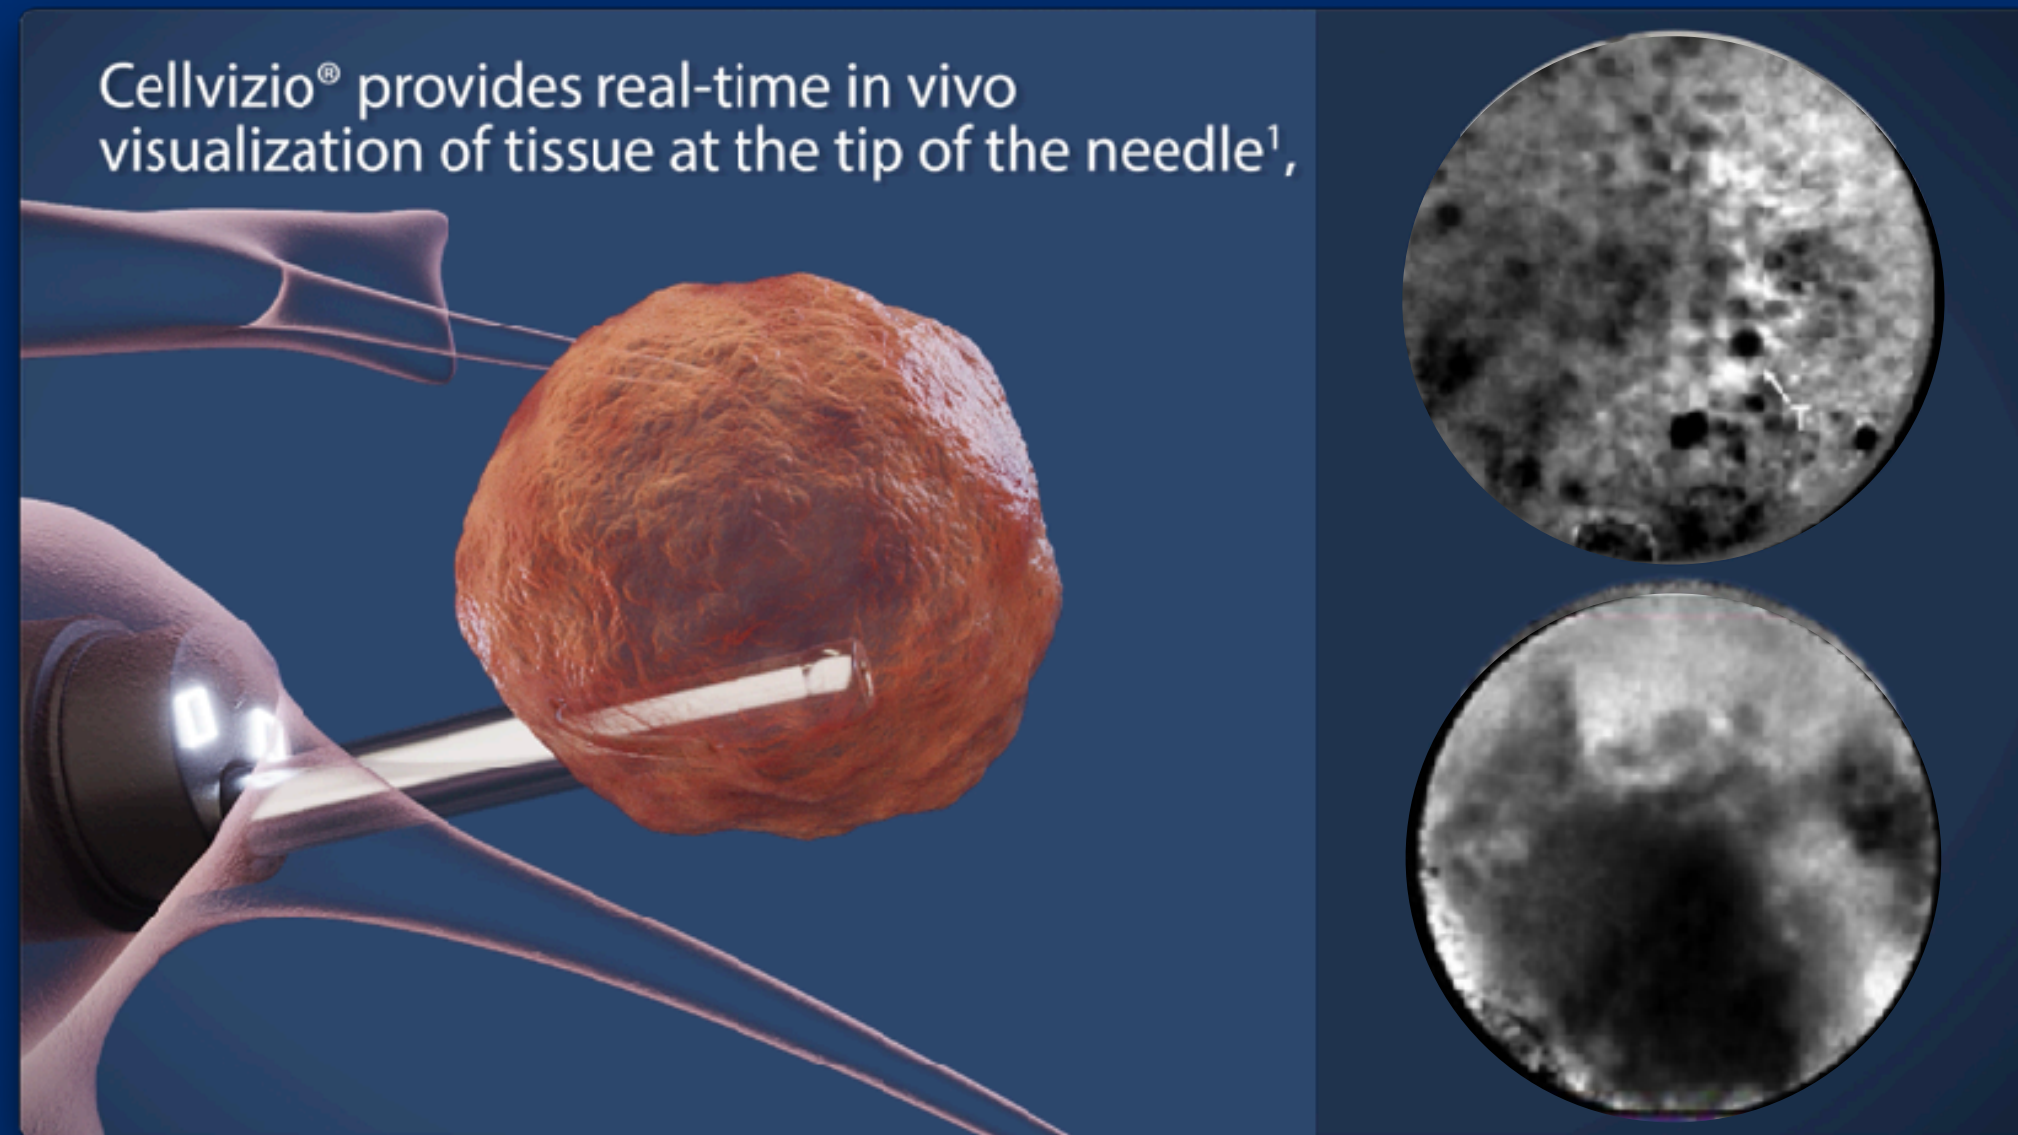 Cellvizio® provides real-time in vivo
visualization of tissue at the tip of the needle¹,
T